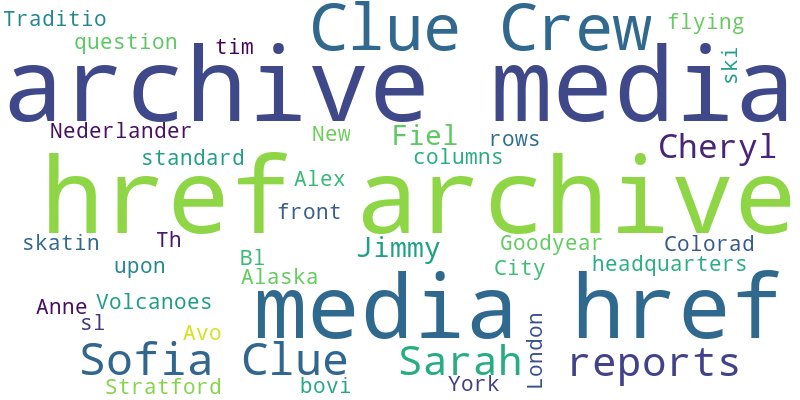 Traditio
Clue Crew
flying
question
tim
ski
archive media
Nederlander
New
Fiel
rows
Cheryl
standard
columns
href archive
Alex
front
skatin
Th
Jimmy
Goodyear
Colorad
upon
Bl
City
headquarters
Alaska
media href
Anne
Volcanoes
sl
Avo
London
Sofia Clue
Sarah
reports
Stratford
bovi
York